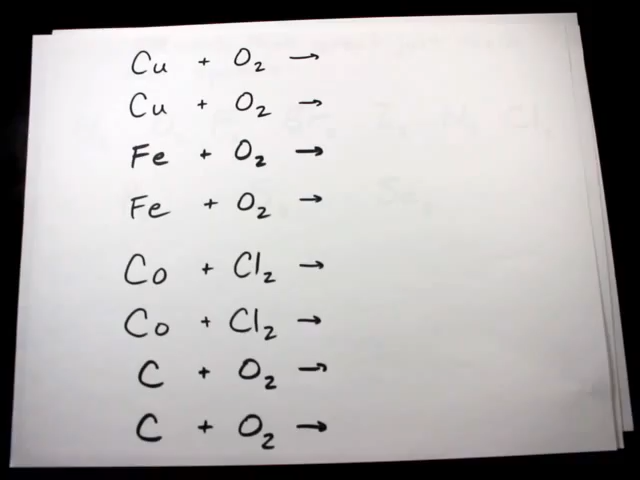 Cu + O₂ →
Cu + O₂ →
Fe + O₂ →
Fe + O₂ →
Co + Cl₂ →
Co + Cl₂ →
C + O₂ →
C + O₂ →